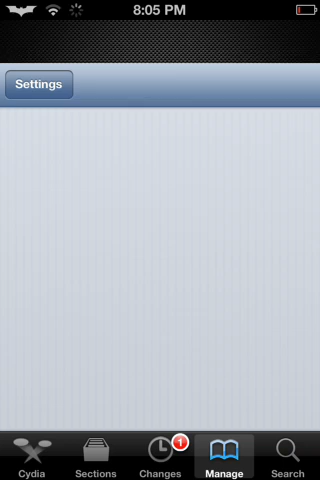 8:05 PM
Settings
1
Cydia
Sections
Changes
Manage
Search